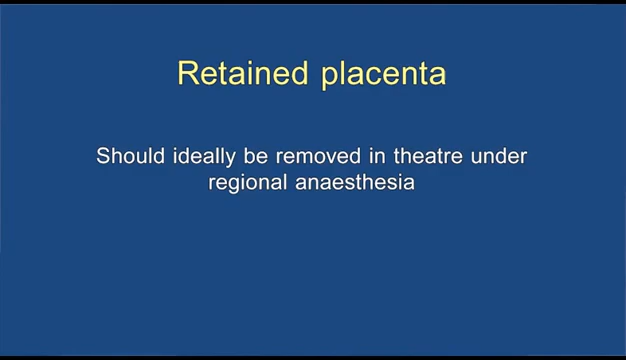 Retained placenta
Should ideally be removed in theatre under
regional anaesthesia